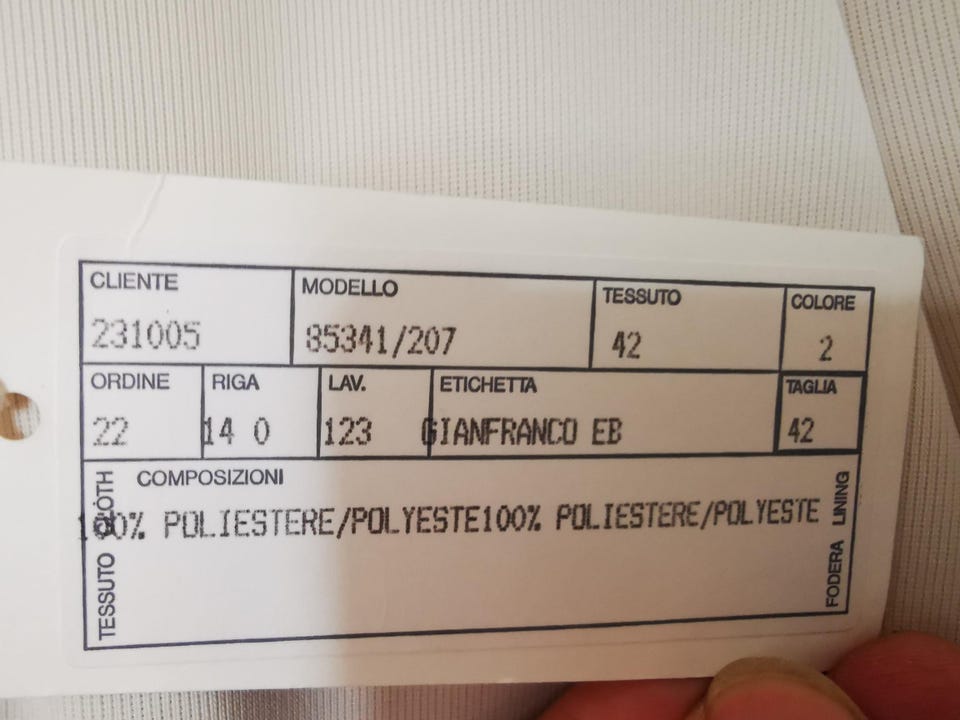 CLIENTE MODELLO TESSUTO COLORE
231005 85341/207 42 2
ORDINE RIGA LAV. ETICHETTA TAGLIA
22 14 0 123 GIANFRANCO EB 42
COMPOSIZIONI
100% POLIESTERE/POLYESTE100% POLIESTERE/POLYESTE
TESSUTO CLOTH
FODERA LINING